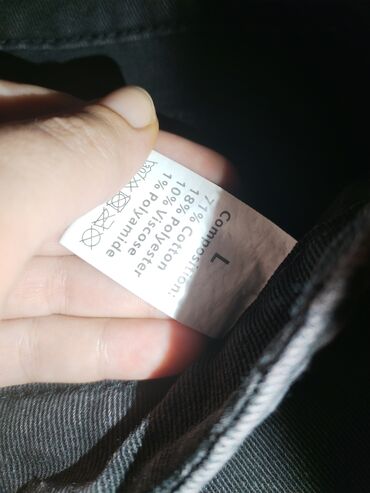 L
Composition:
71% Cotton
18% Polyester
10% Viscose
1% Polyamide